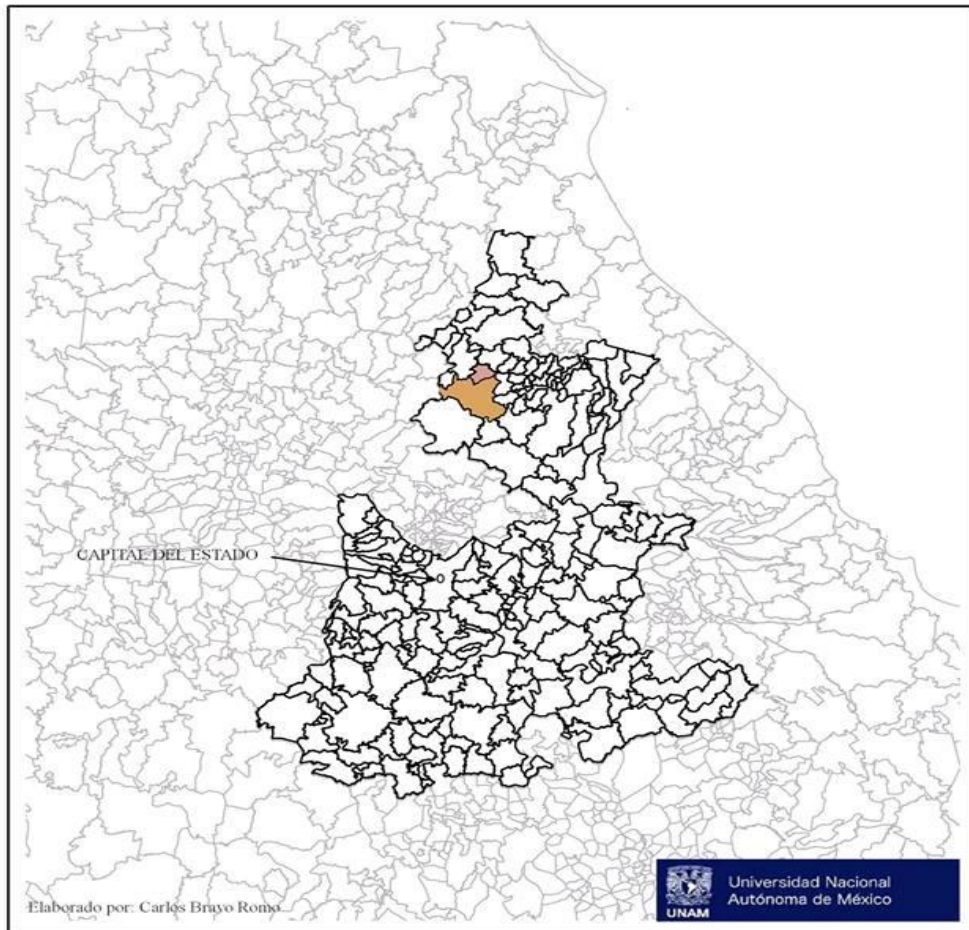 CAPITAL DEL ESTADO
Elaborado por: Carlos Bravo Romo
UNAM
Universidad Nacional
Autónoma de México